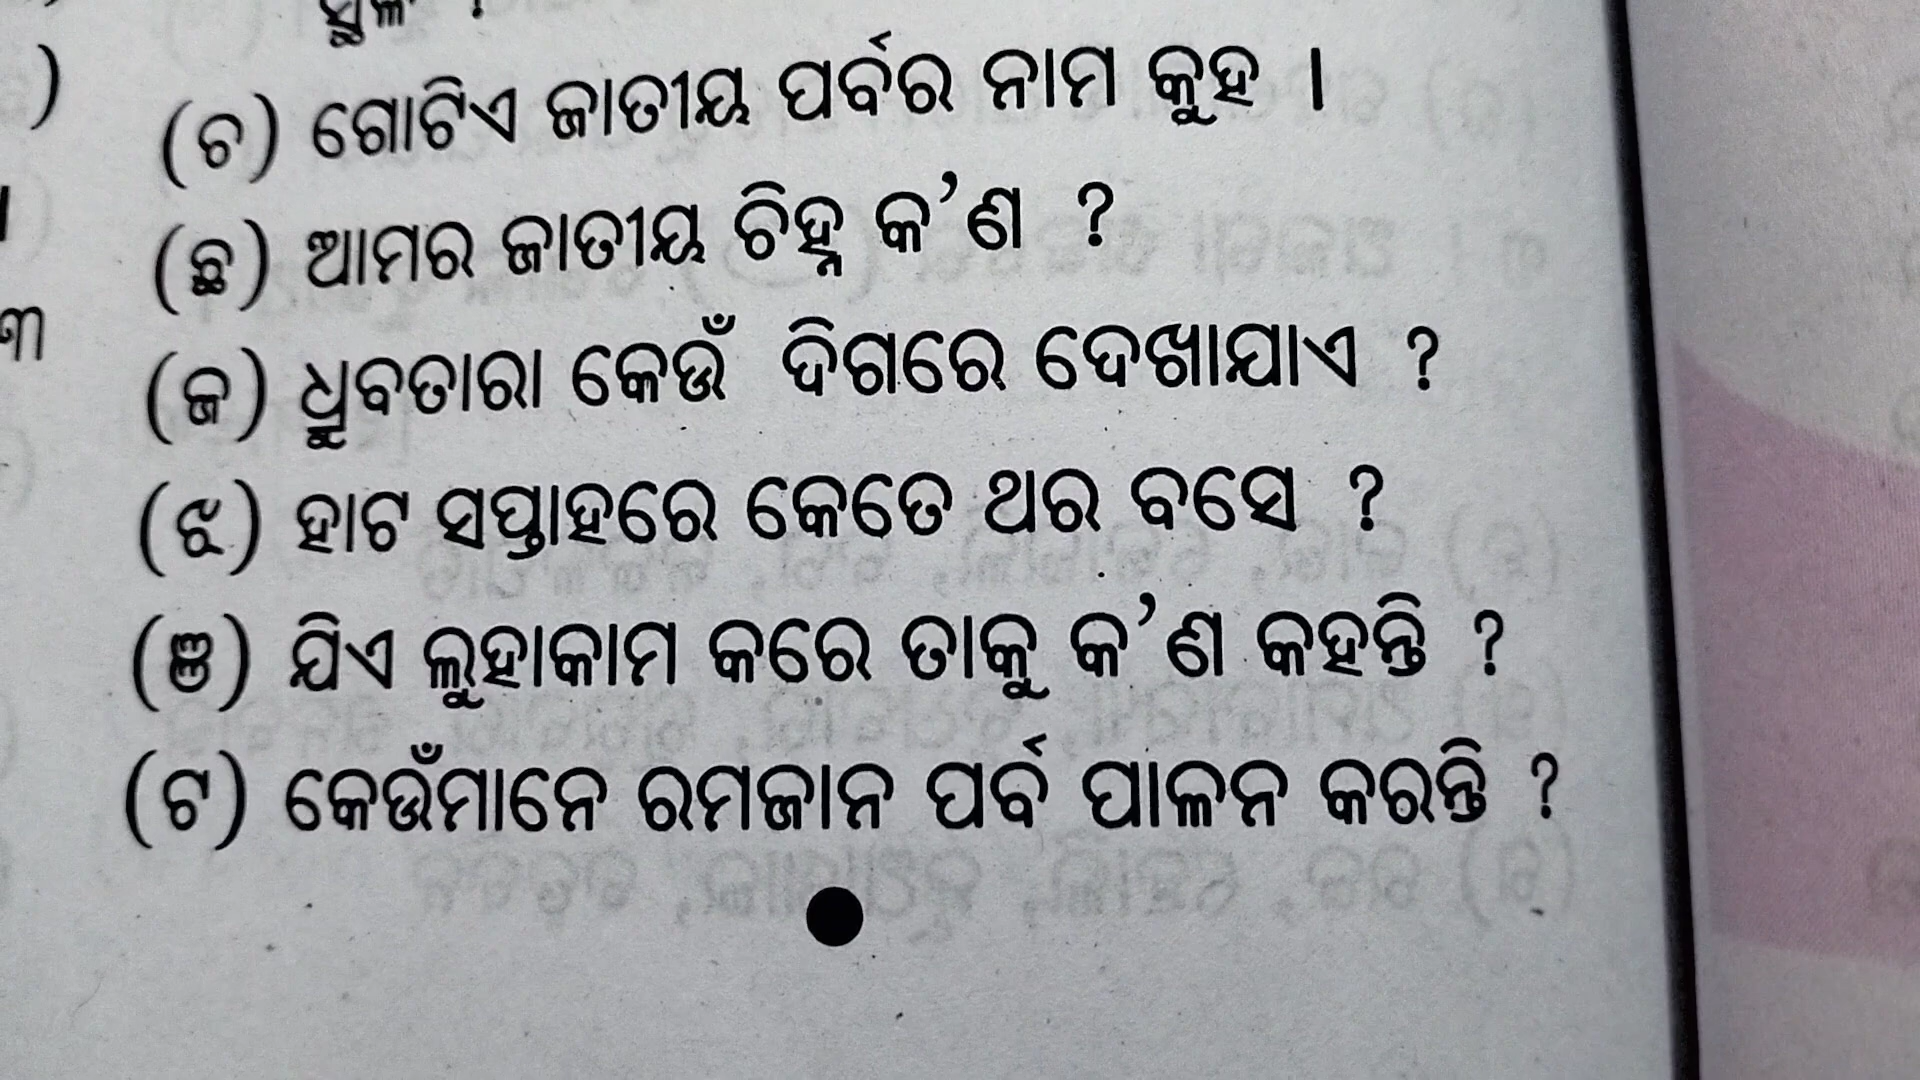 (ଚ) ଗୋଟିଏ ଜାତୀୟ ପର୍ବର ନାମ କୁହ ।
(ଛ) ଆମର ଜାତୀୟ ଚିହ୍ନ କ’ଣ ?
(ଜ) ଧ୍ରୁବତାରା କେଉଁ ଦିଗରେ ଦେଖାଯାଏ ?
(ଝ) ହାଟ ସପ୍ତାହରେ କେତେ ଥର ବସେ ?
(ଞ) ଯିଏ ଲୁହାକାମ କରେ ତାକୁ କ’ଣ କହନ୍ତି ?
(ଟ) କେଉଁମାନେ ରମଜାନ ପର୍ବ ପାଳନ କରନ୍ତି ?